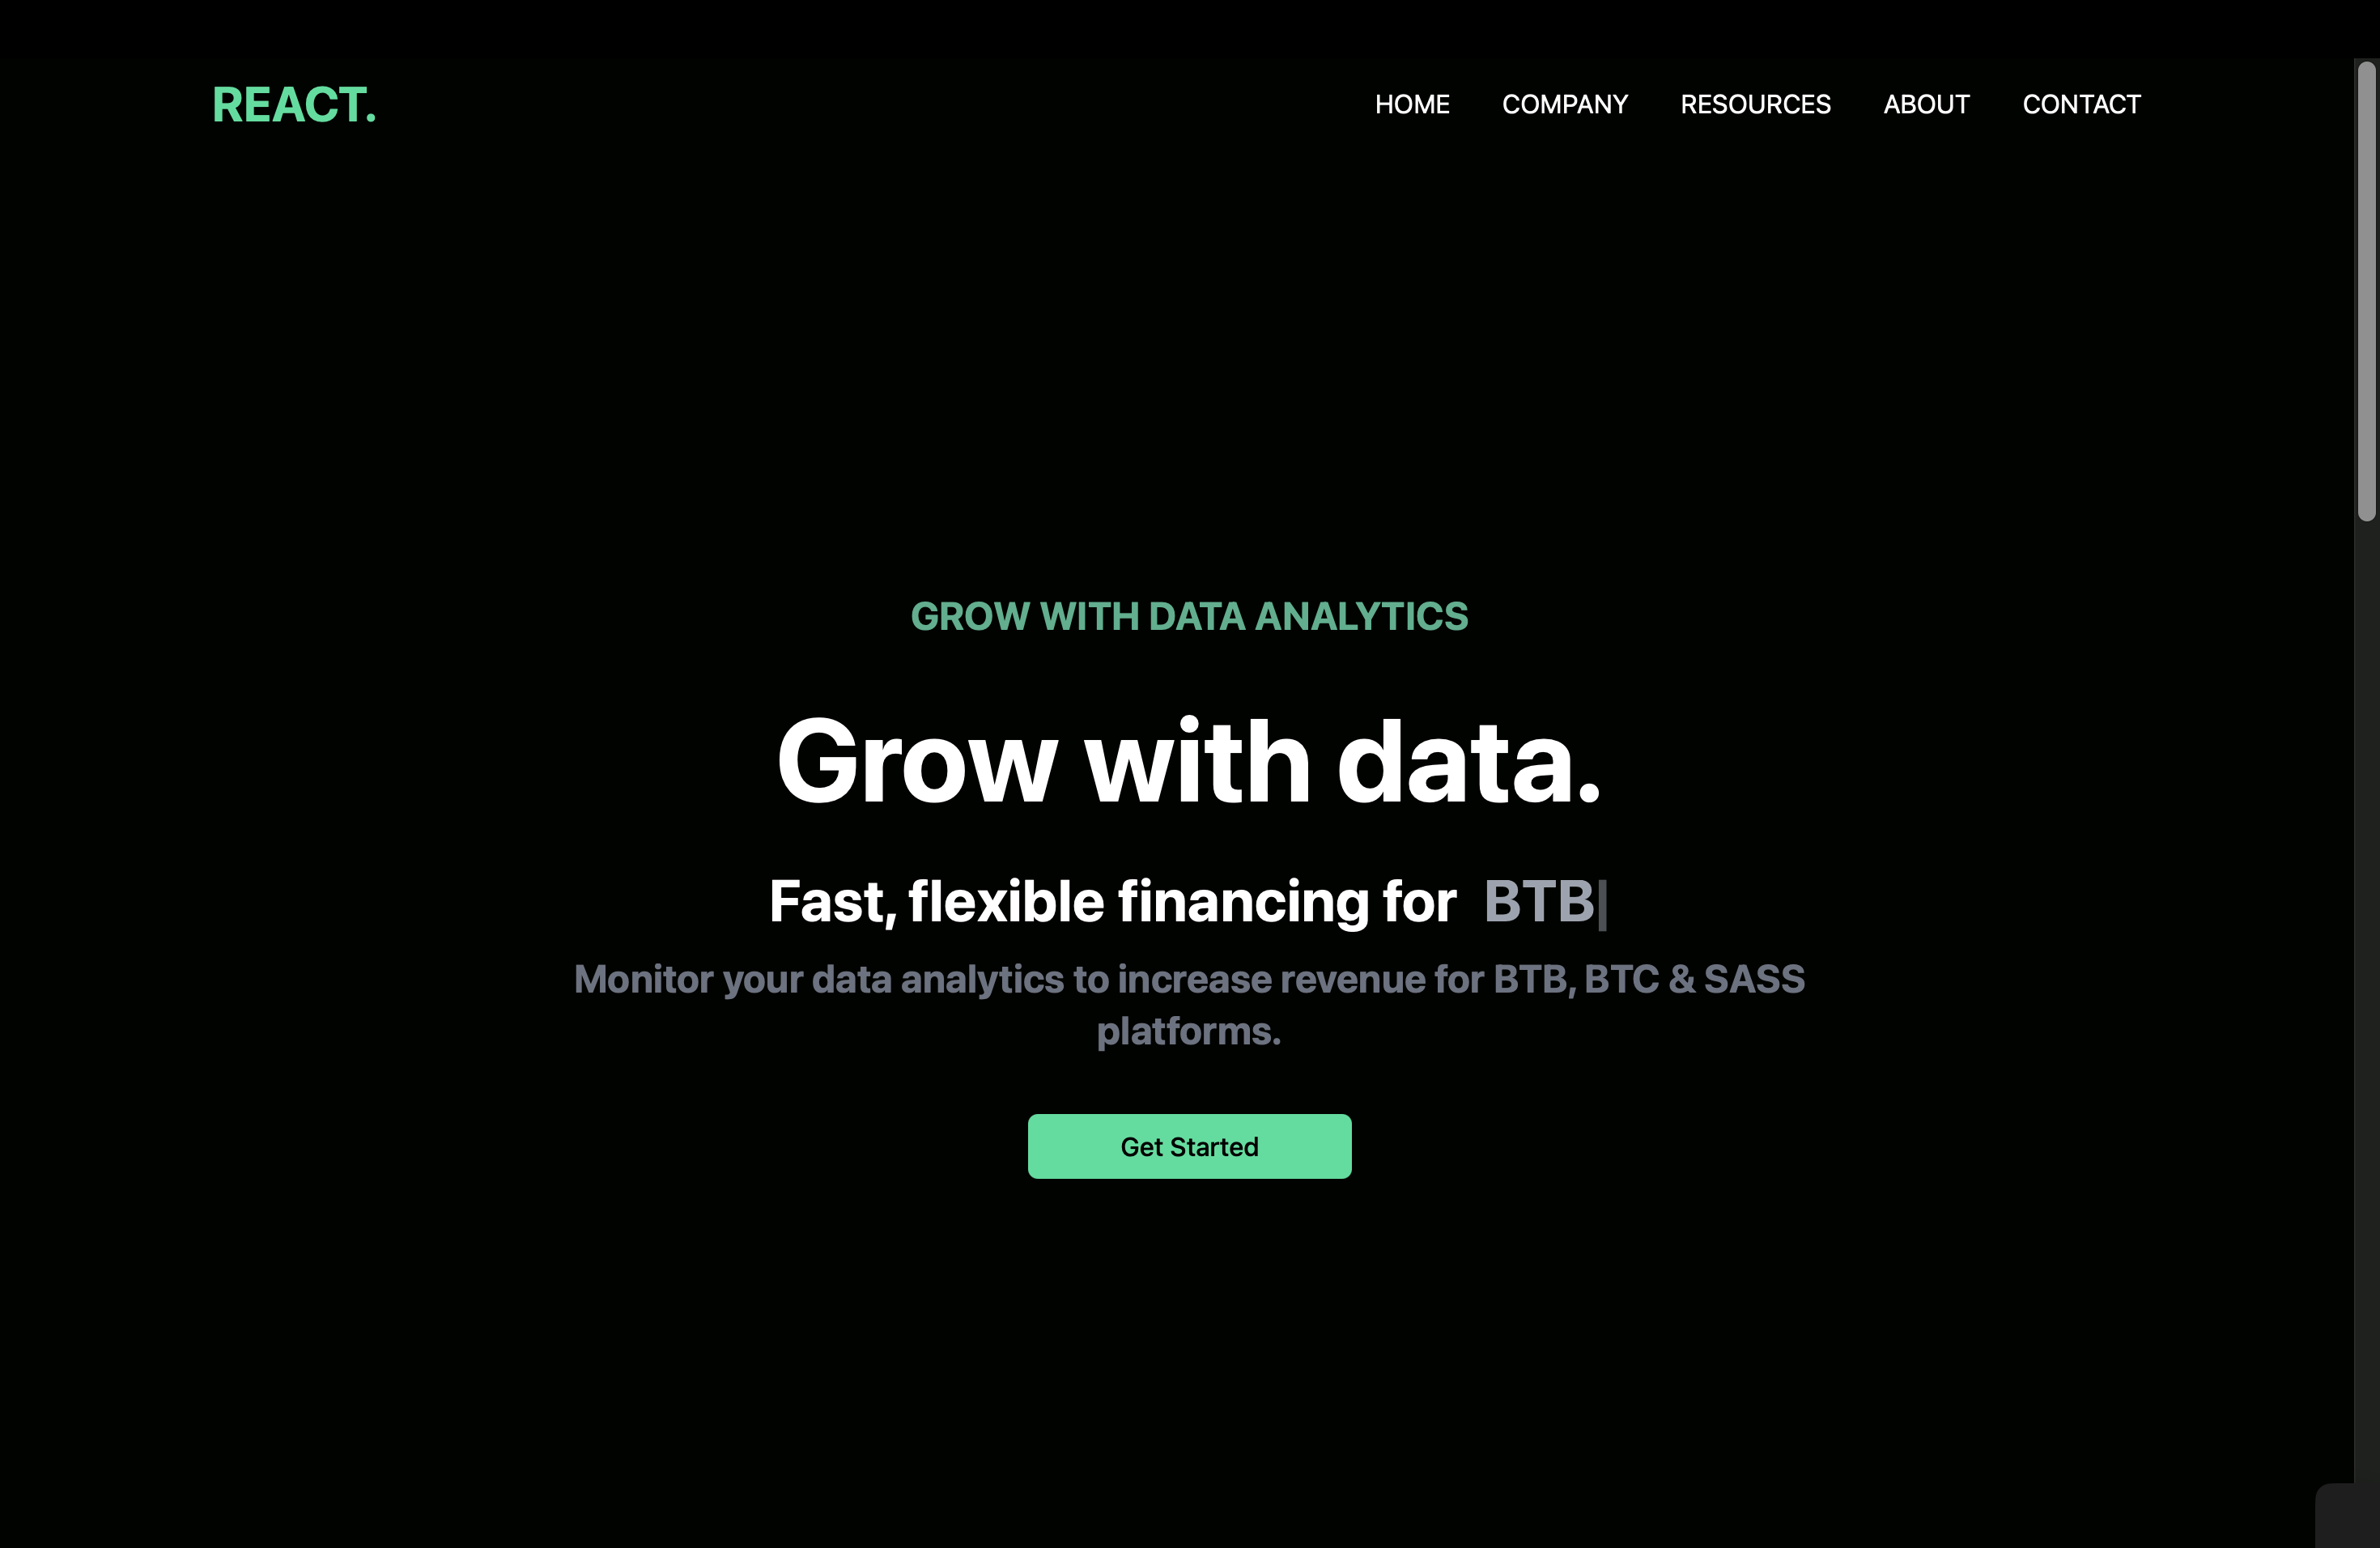 REACT.
HOME COMPANY RESOURCES ABOUT CONTACT
GROW WITH DATA ANALYTICS
Grow with data.
Fast, flexible financing for BTB
Monitor your data analytics to increase revenue for BTB, BTC & SASS
platforms.
Get Started